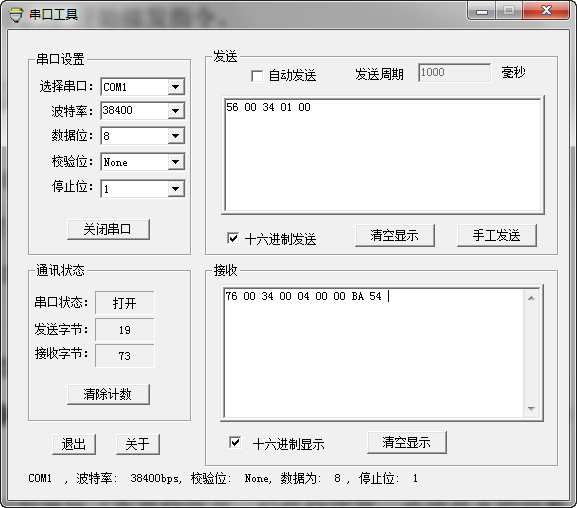 串口工具
串口设置
选择串口: COM1
波特率: 38400
数据位: 8
校验位: None
停止位: 1
关闭串口
发送
自动发送 发送周期 1000 毫秒
56 00 34 01 00
十六进制发送 清空显示 手工发送
通讯状态
串口状态: 打开
发送字节: 19
接收字节: 73
清除计数
接收
76 00 34 00 04 00 00 BA 54
十六进制显示 清空显示
退出 关于
COM1 , 波特率: 38400bps, 校验位: None, 数据为: 8 , 停止位: 1